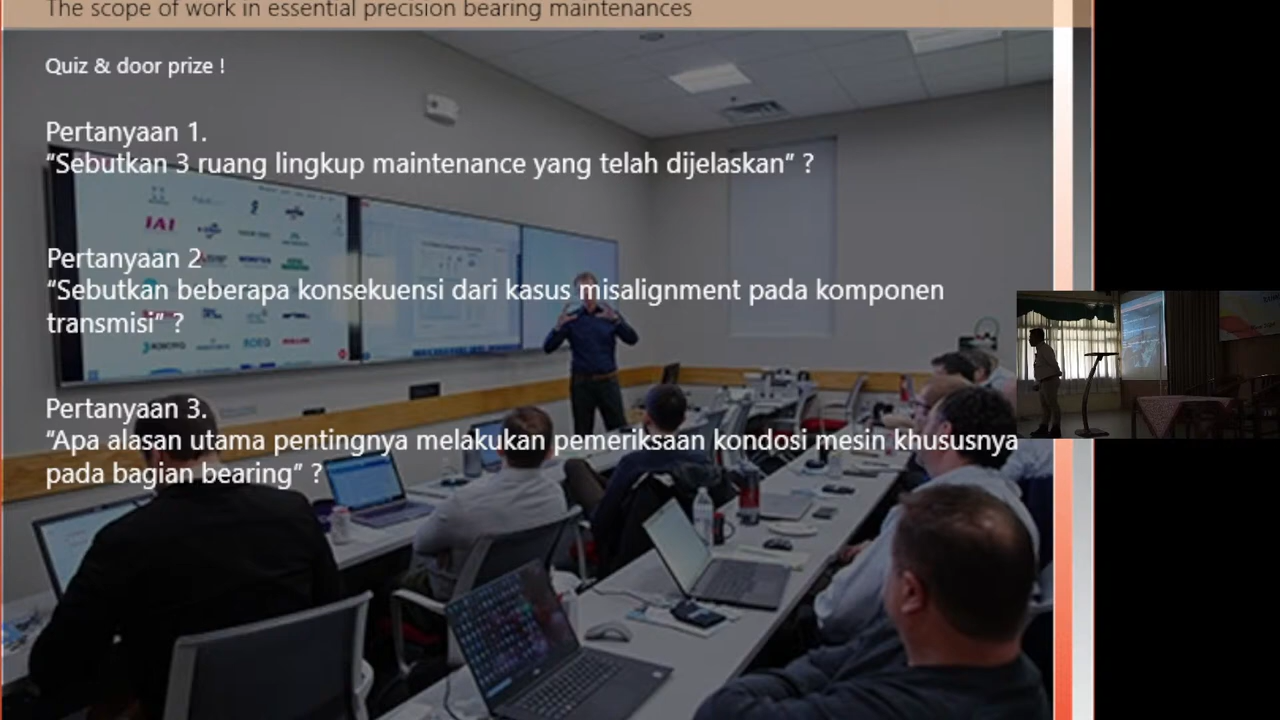 The scope of work in essential precision bearing maintenances
Quiz & door prize !
Pertanyaan 1.
“Sebutkan 3 ruang lingkup maintenance yang telah dijelaskan” ?
IAI
Pertanyaan 2
“Sebutkan beberapa konsekuensi dari kasus misalignment pada komponen
transmisi” ?
Pertanyaan 3.
“Apa alasan utama pentingnya melakukan pemeriksaan kondosi mesin khususnya
pada bagian bearing” ?